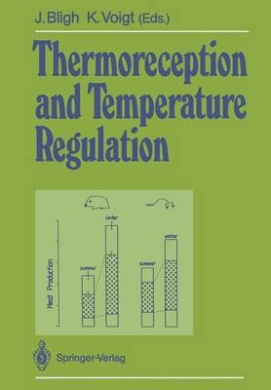 J. Bligh K. Voigt (Eds.)
Thermoreception
and Temperature
Regulation
winter
winter
summer
summer
Heat Production
Springer-Verlag